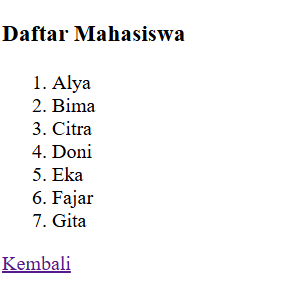 Daftar Mahasiswa
1. Alya
2. Bima
3. Citra
4. Doni
5. Eka
6. Fajar
7. Gita
Kembali